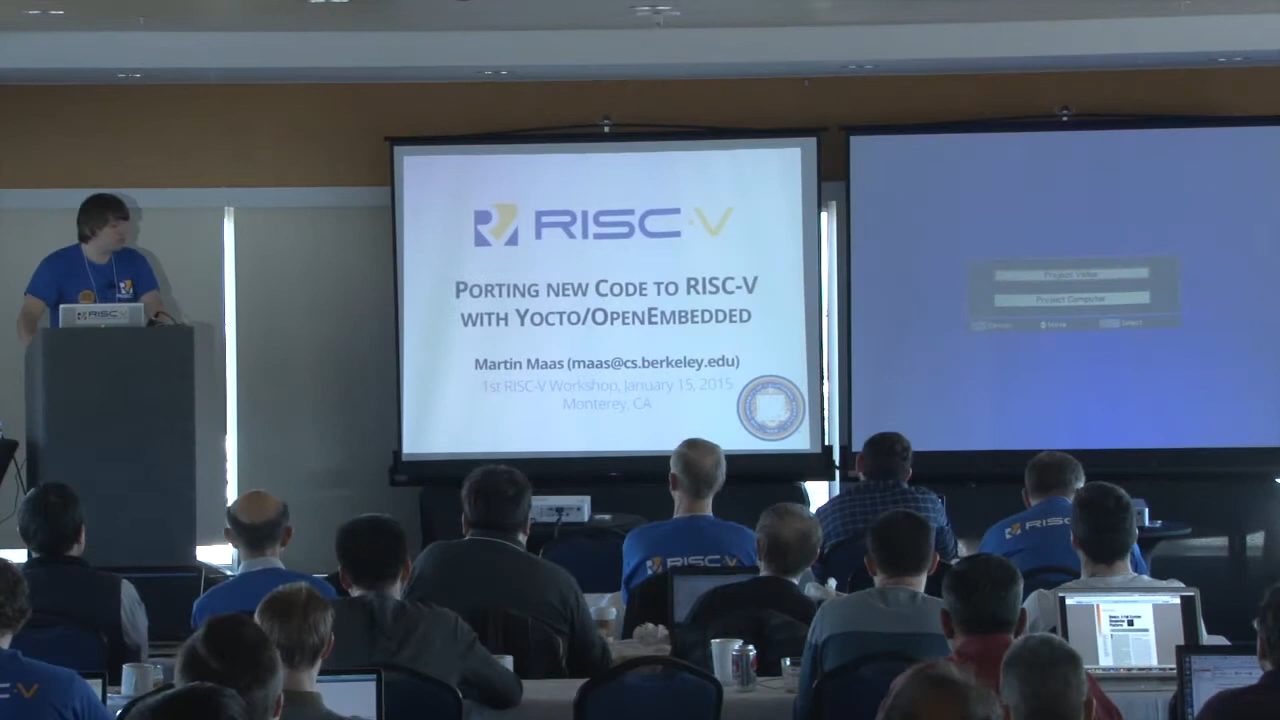 RISC-V
PORTING NEW CODE TO RISC-V
WITH YOCTO/OPENEMBEDDED
Martin Maas (maas@cs.berkeley.edu)
1st RISC-V Workshop, January 15, 2015
Monterey, CA
Project Video
Project Computer
Select
RISC-V
RISC-V
RISC
C-V